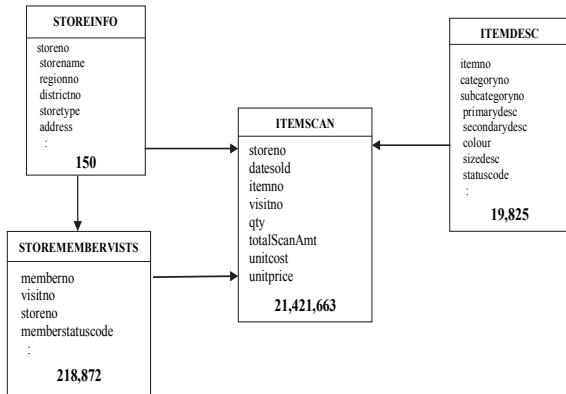 STOREINFO
storeno
storename
regionno
districtno
storetype
address
:
150
ITEMDESC
itemno
categoryno
subcategoryno
primarydesc
secondarydesc
colour
sizedesc
statuscode
:
19,825
ITEMSCAN
storeno
datesold
itemno
visitno
qty
totalScanAmt
unitcost
unitprice
21,421,663
STOREMEMBERVISTS
memberno
visitno
storeno
memberstatuscode
:
218,872